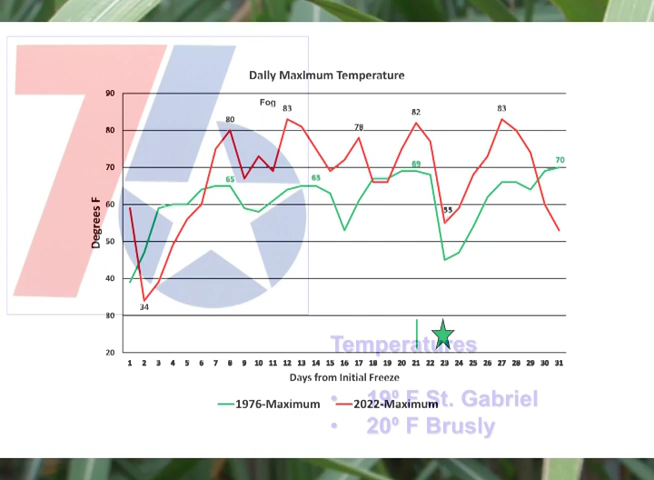 Daily Maximum Temperature
Fog
Degrees F
90
80
70
60
50
40
30
20
80
83
78
82
83
65
65
69
70
55
34
1 2 3 4 5 6 7 8 9 10 11 12 13 14 15 16 17 18 19 20 21 22 23 24 25 26 27 28 29 30 31
Days from Initial Freeze
1976-Maximum 2022-Maximum
Temperatures
• 19º F St. Gabriel
• 20º F Brusly